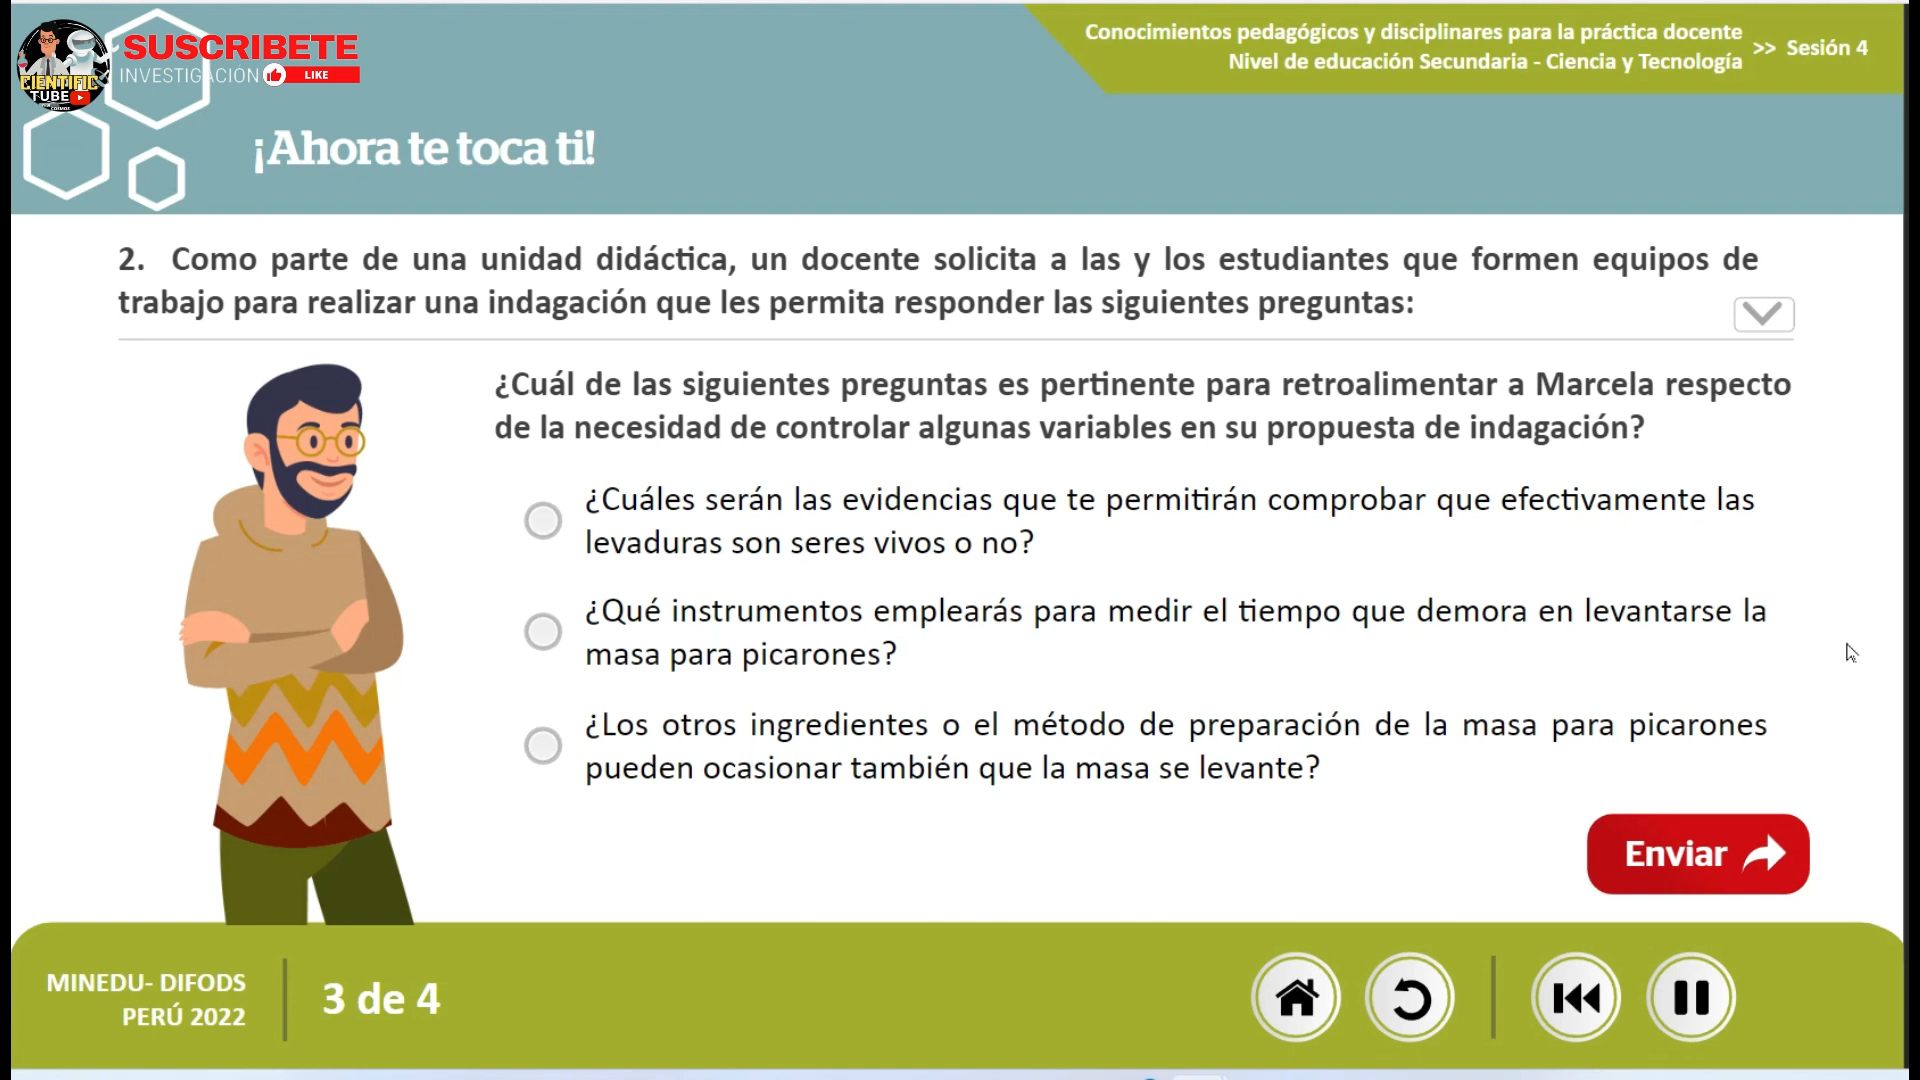 CIENTIFIC
TUBE
COSMOS
SUSCRIBETE
INVESTIGACION
LIKE
Conocimientos pedagógicos y disciplinares para la práctica docente
Nivel de educación Secundaria - Ciencia y Tecnología
>> Sesión 4
¡Ahora te toca ti!
2. Como parte de una unidad didáctica, un docente solicita a las y los estudiantes que formen equipos de
trabajo para realizar una indagación que les permita responder las siguientes preguntas:
¿Cuál de las siguientes preguntas es pertinente para retroalimentar a Marcela respecto
de la necesidad de controlar algunas variables en su propuesta de indagación?
¿Cuáles serán las evidencias que te permitirán comprobar que efectivamente las
levaduras son seres vivos o no?
¿Qué instrumentos emplearás para medir el tiempo que demora en levantarse la
masa para picarones?
¿Los otros ingredientes o el método de preparación de la masa para picarones
pueden ocasionar también que la masa se levante?
Enviar
MINEDU- DIFODS
PERÚ 2022
3 de 4